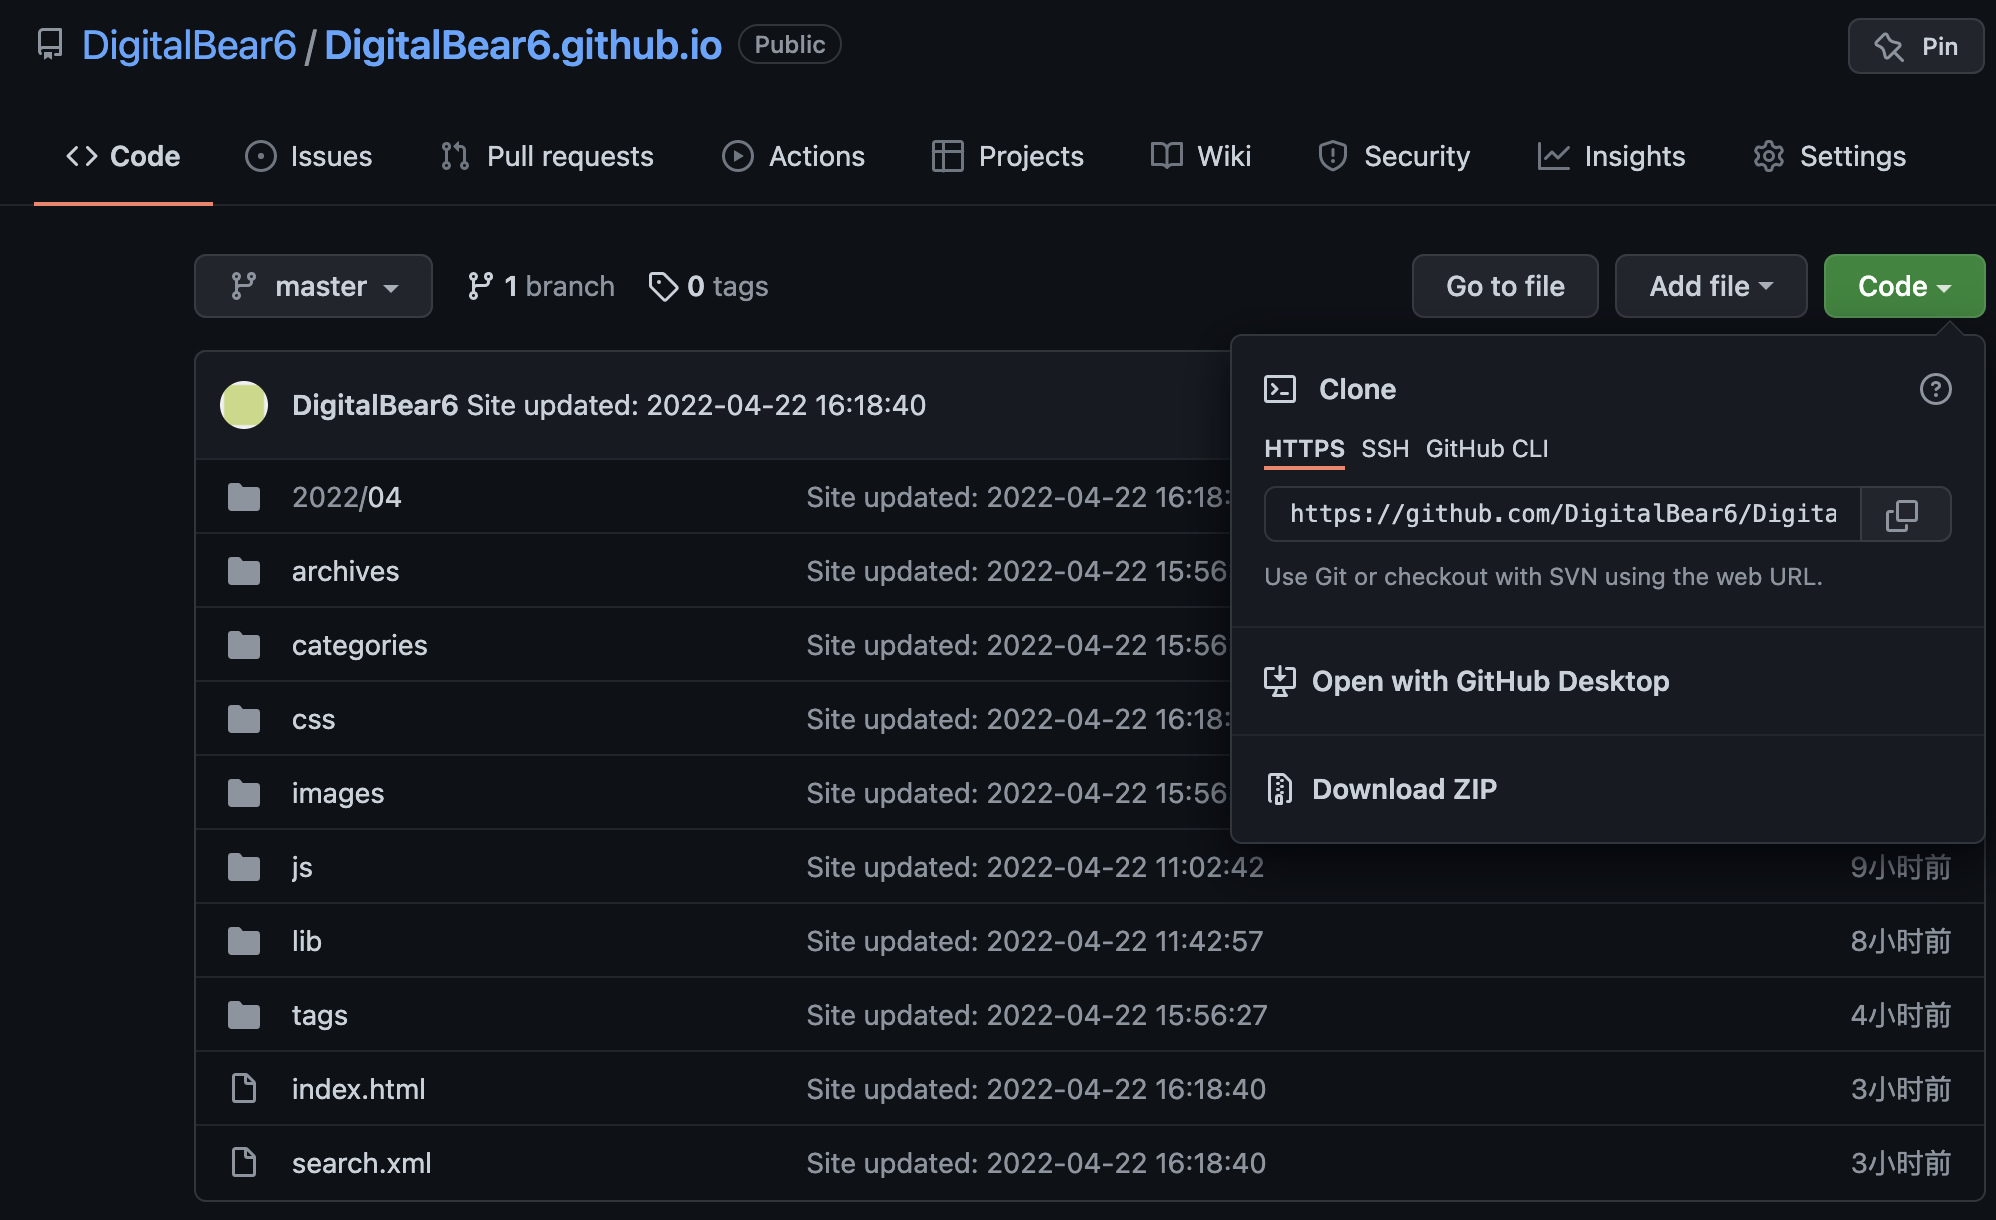 DigitalBear6 / DigitalBear6.github.io Public Pin
Code Issues Pull requests Actions Projects Wiki Security Insights Settings
master 1 branch 0 tags Go to file Add file Code
DigitalBear6 Site updated: 2022-04-22 16:18:40
Clone
HTTPS SSH GitHub CLI
https://github.com/DigitalBear6/Digita
Use Git or checkout with SVN using the web URL.
Open with GitHub Desktop
Download ZIP
2022/04 Site updated: 2022-04-22 16:18:
archives Site updated: 2022-04-22 15:56
categories Site updated: 2022-04-22 15:56
css Site updated: 2022-04-22 16:18:
images Site updated: 2022-04-22 15:56
js Site updated: 2022-04-22 11:02:42 9小时前
lib Site updated: 2022-04-22 11:42:57 8小时前
tags Site updated: 2022-04-22 15:56:27 4小时前
index.html Site updated: 2022-04-22 16:18:40 3小时前
search.xml Site updated: 2022-04-22 16:18:40 3小时前